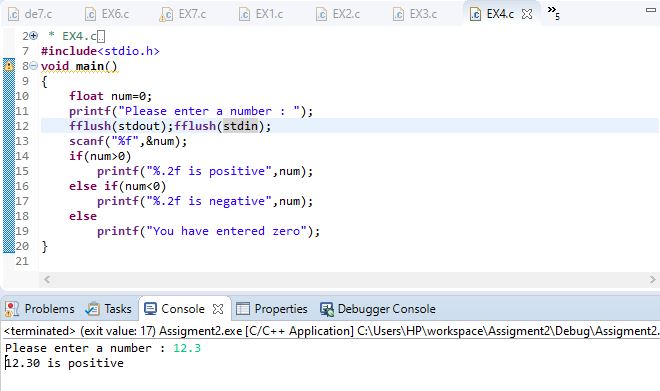 de7.c EX6.c EX7.c EX1.c EX2.c EX3.c EX4.c »5
2 * EX4.c
7 #include<stdio.h>
8 void main()
9 {
10 float num=0;
11 printf("Please enter a number : ");
12 fflush(stdout);fflush(stdin);
13 scanf("%f",&num);
14 if(num>0)
15 printf("%.2f is positive",num);
16 else if(num<0)
17 printf("%.2f is negative",num);
18 else
19 printf("You have entered zero");
20 }
21
Problems Tasks Console Properties Debugger Console
<terminated> (exit value: 17) Assigment2.exe [C/C++ Application] C:\Users\HP\workspace\Assigment2\Debug\Assigment2.
Please enter a number : 12.3
12.30 is positive